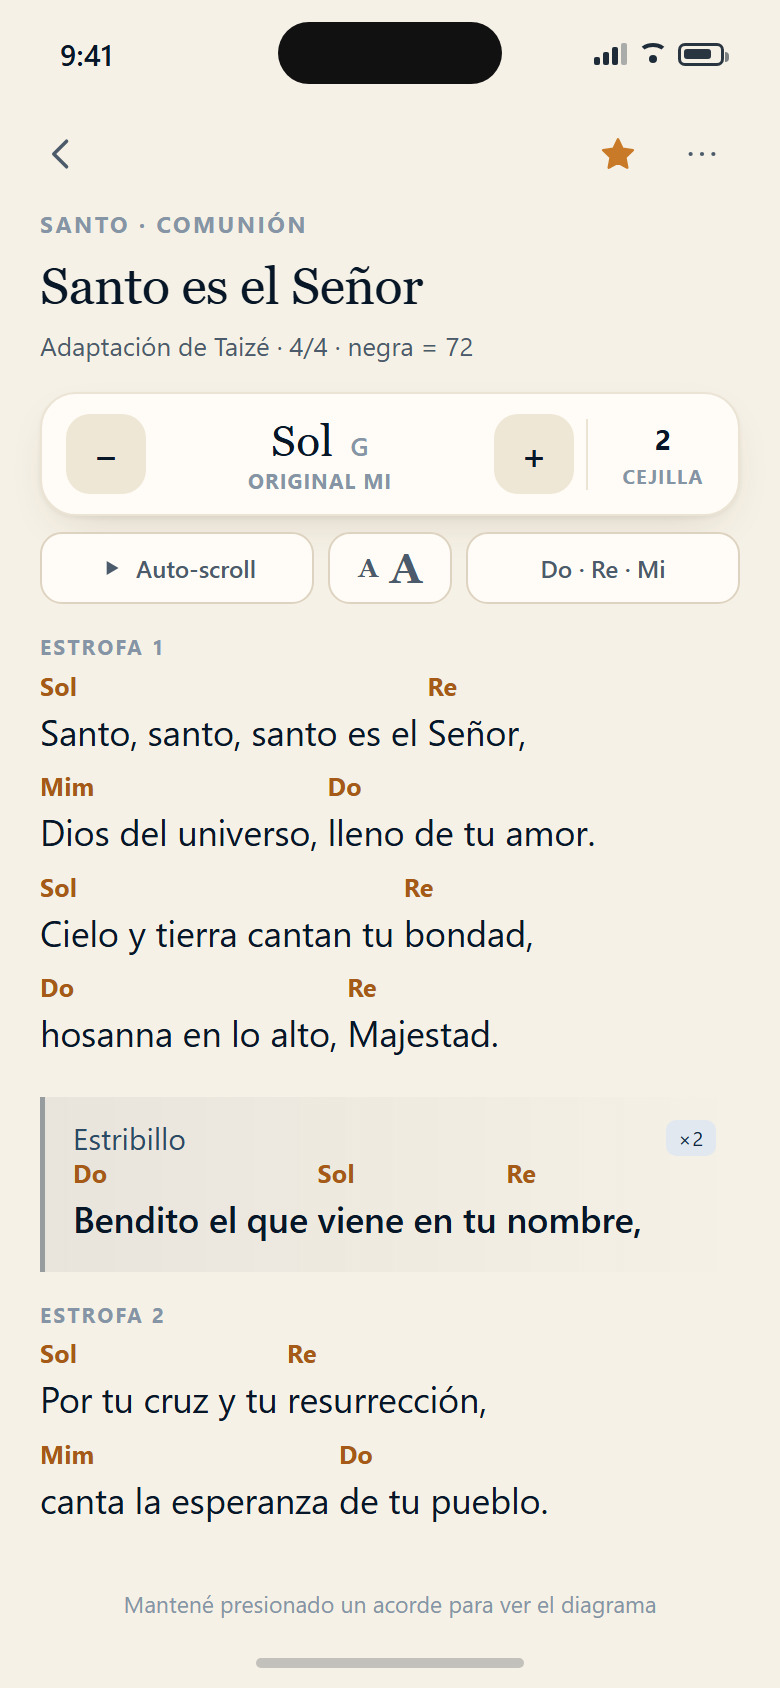 9:41
SANTO · COMUNIÓN
Santo es el Señor
Adaptación de Taizé · 4/4 · negra = 72
− Sol G + 2
ORIGINAL MI CEJILLA
Auto-scroll A A Do · Re · Mi
ESTROFA 1
Sol Re
Santo, santo, santo es el Señor,
Mim Do
Dios del universo, lleno de tu amor.
Sol Re
Cielo y tierra cantan tu bondad,
Do Re
hosanna en lo alto, Majestad.
Estribillo ×2
Do Sol Re
Bendito el que viene en tu nombre,
ESTROFA 2
Sol Re
Por tu cruz y tu resurrección,
Mim Do
canta la esperanza de tu pueblo.
Mantené presionado un acorde para ver el diagrama